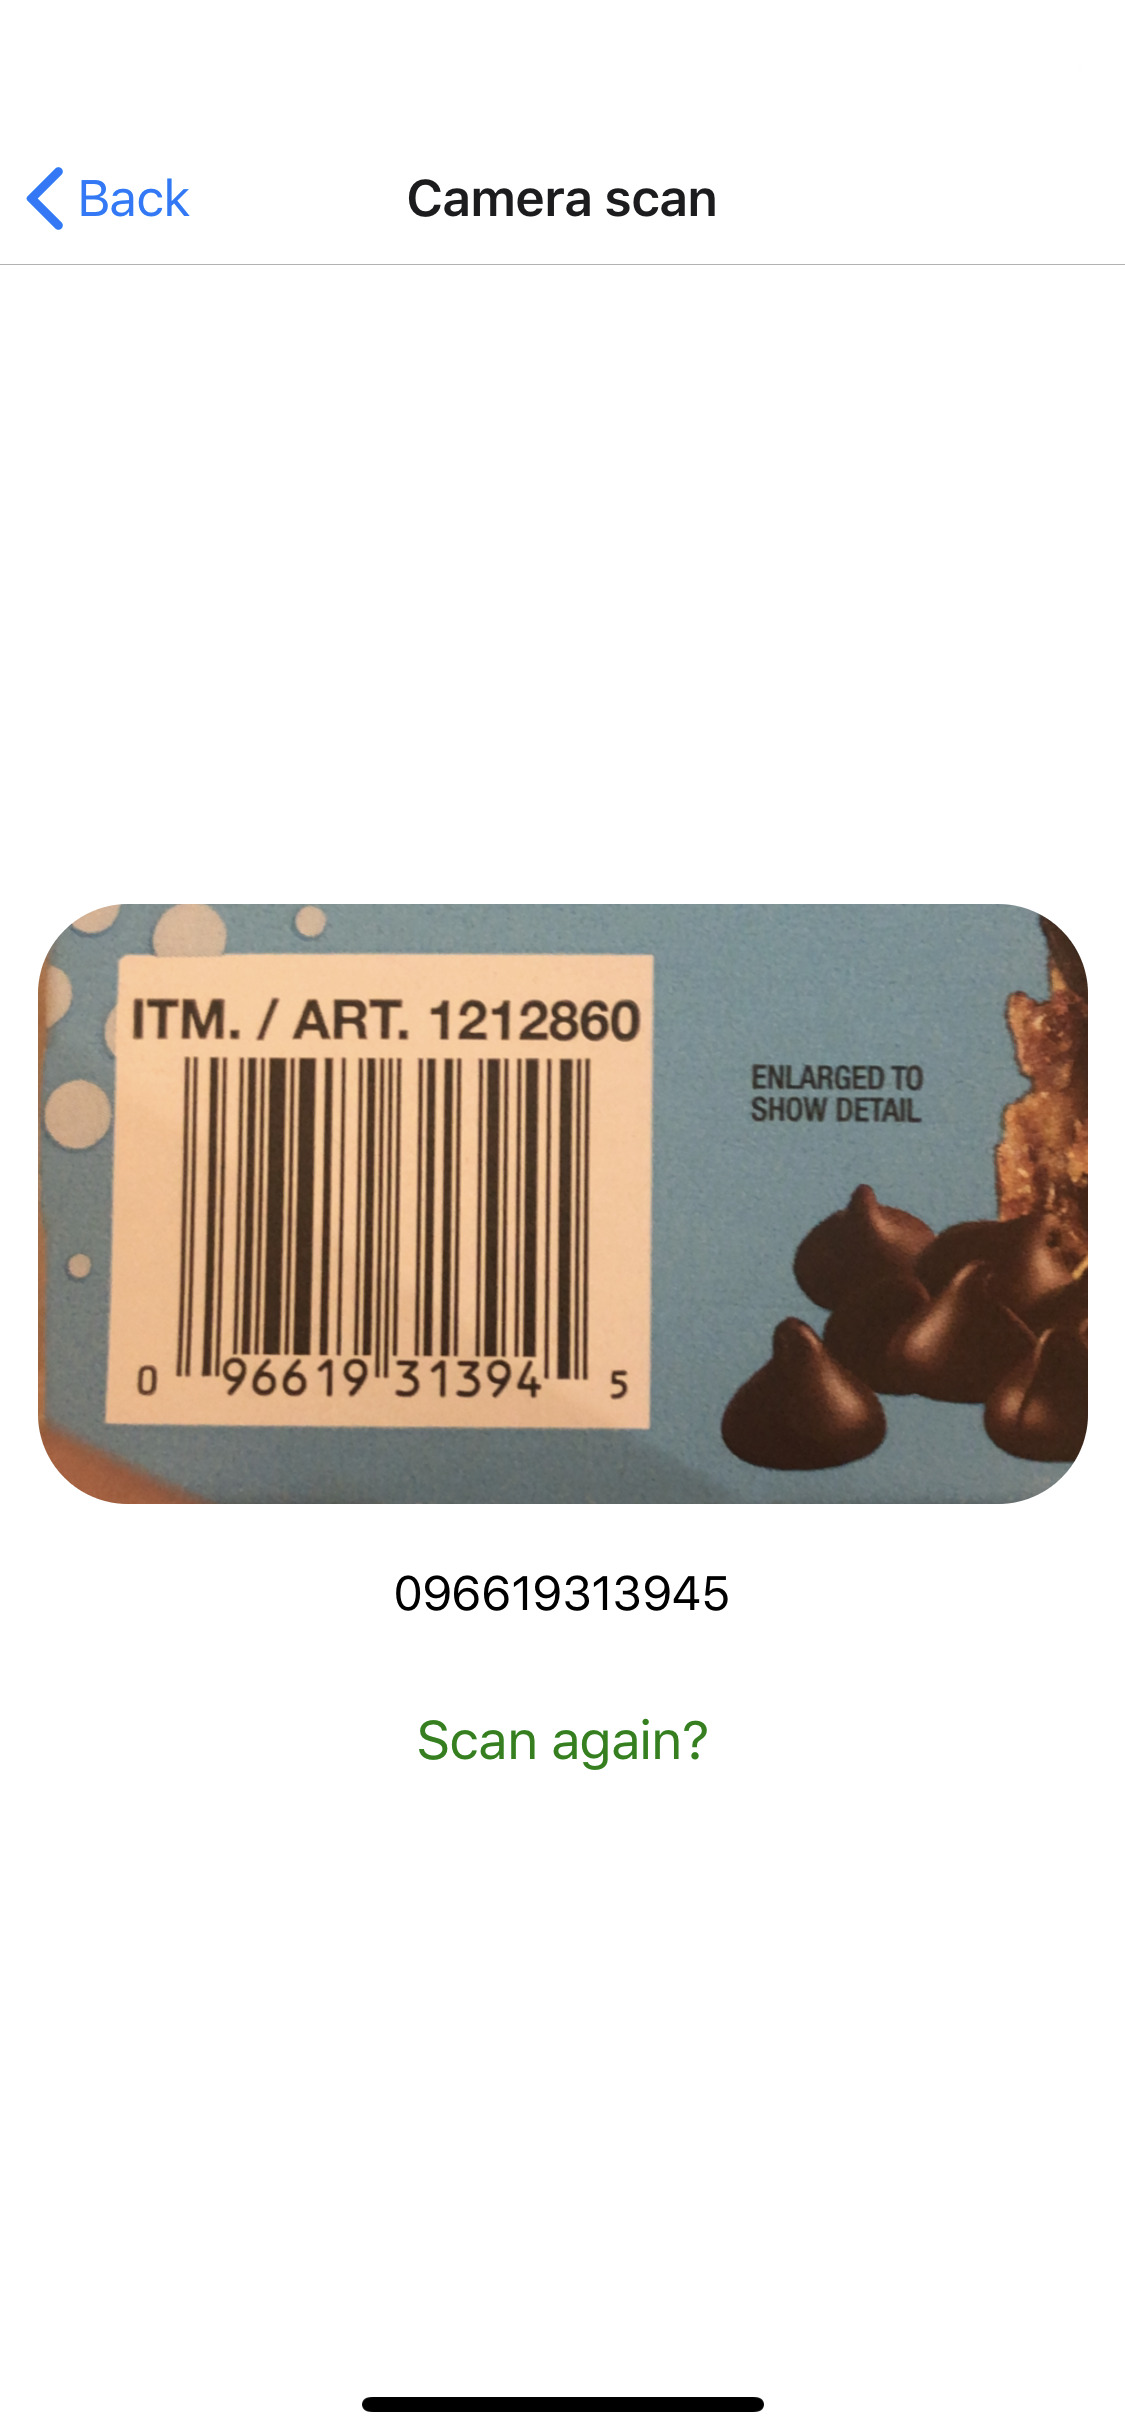 Back
Camera scan
ITM. / ART. 1212860
ENLARGED TO
SHOW DETAIL
0 96619 31394 5
096619313945
Scan again?